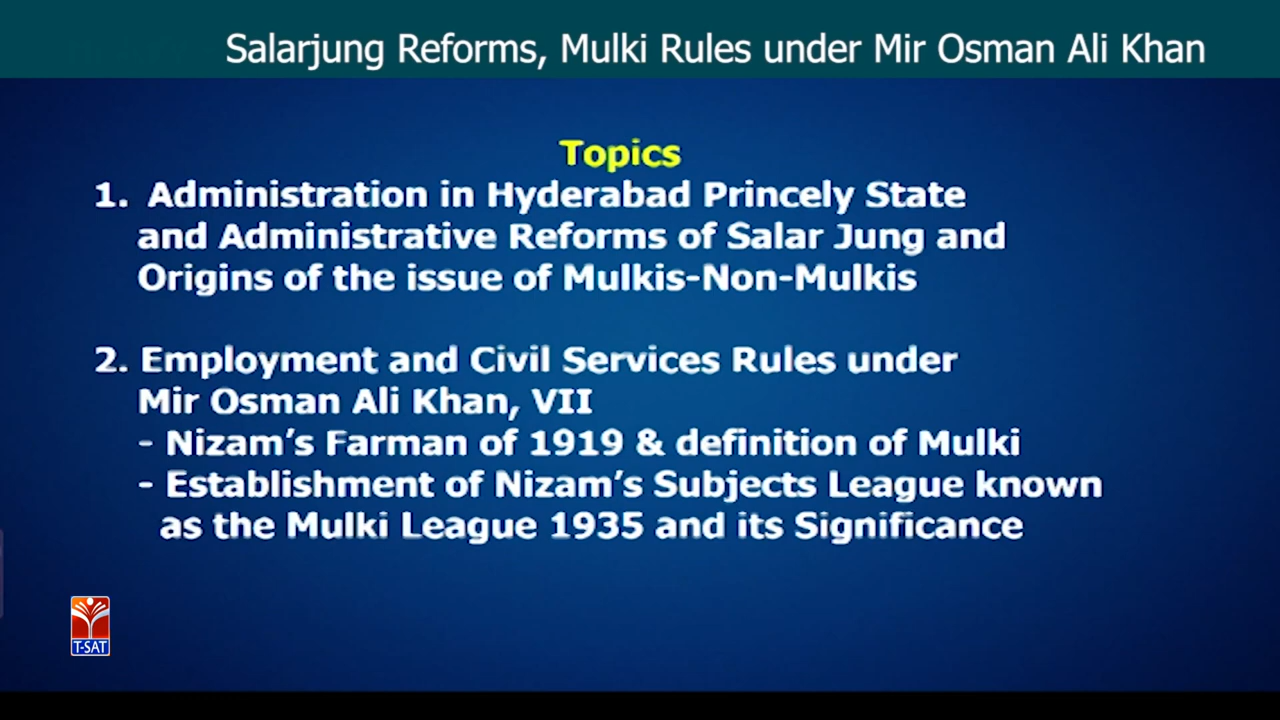 Salarjung Reforms, Mulki Rules under Mir Osman Ali Khan
Topics
1. Administration in Hyderabad Princely State
and Administrative Reforms of Salar Jung and
Origins of the issue of Mulkis-Non-Mulkis
2. Employment and Civil Services Rules under
Mir Osman Ali Khan, VII
- Nizam's Farman of 1919 & definition of Mulki
- Establishment of Nizam's Subjects League known
as the Mulki League 1935 and its Significance
T-SAT